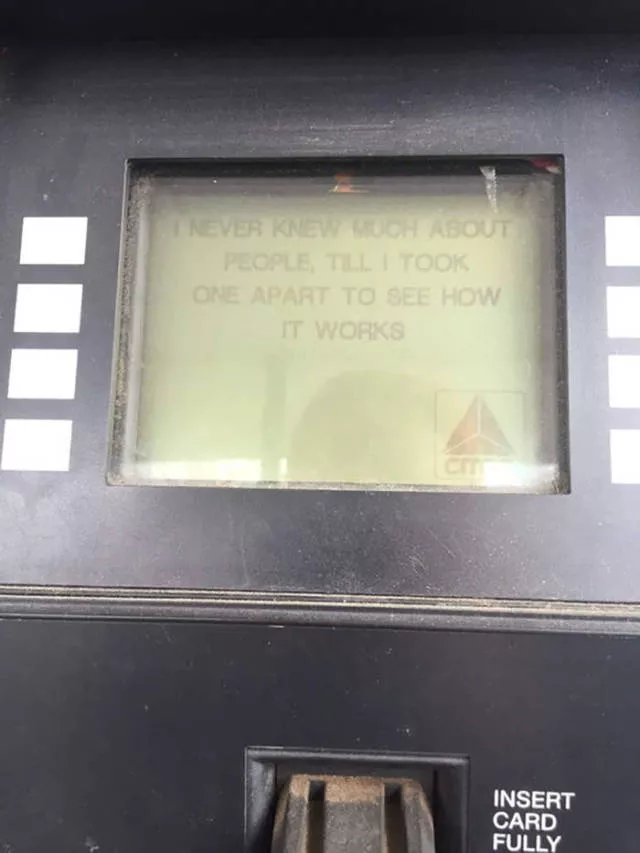 I NEVER KNEW MUCH ABOUT
PEOPLE, TILL I TOOK
ONE APART TO SEE HOW
IT WORKS
INSERT
CARD
FULLY